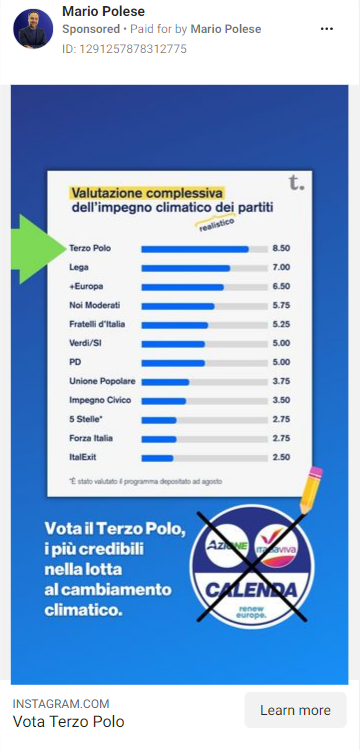 Mario Polese
Sponsored • Paid for by Mario Polese
ID: 1291257878312775
t.
Valutazione complessiva
dell'impegno climatico dei partiti
realistico
Terzo Polo 8.50
Lega 7.00
+Europa 6.50
Noi Moderati 5.75
Fratelli d'Italia 5.25
Verdi/SI 5.00
PD 5.00
Unione Popolare 3.75
Impegno Civico 3.50
5 Stelle* 2.75
Forza Italia 2.75
ItalExit 2.50
*È stato valutato il programma depositato ad agosto
Vota il Terzo Polo,
i più credibili
nella lotta
al cambiamento
climatico.
AZIONE
ITALIAVIVA
CALENDA
renew
europe.
INSTAGRAM.COM
Vota Terzo Polo
Learn more